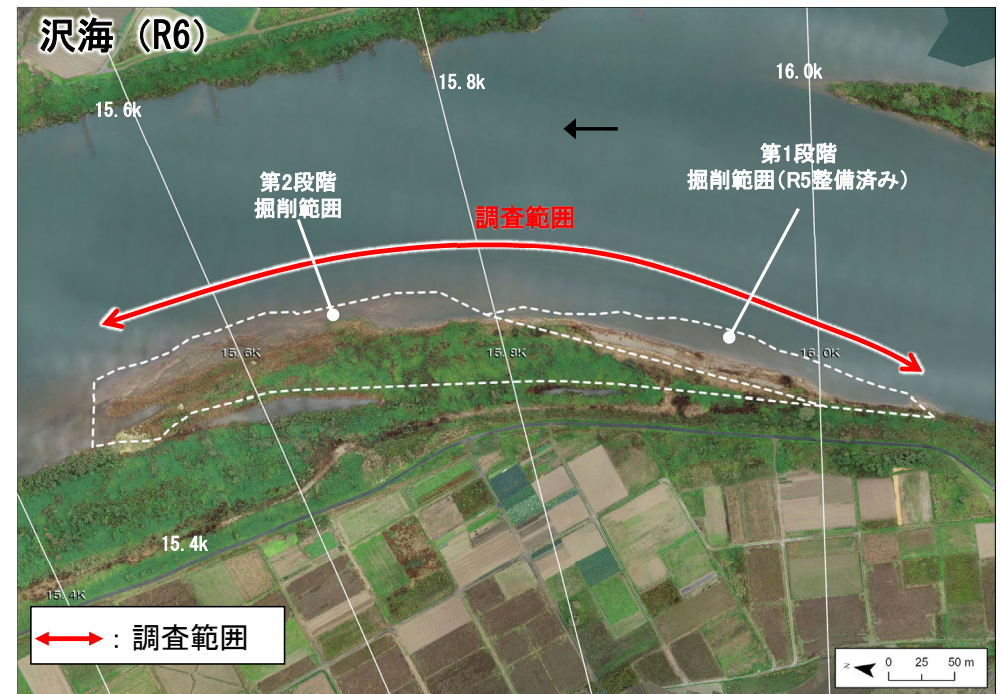 沢海（R6）
15.6k
15.8k
16.0k
第1段階
掘削範囲（R5整備済み）
第2段階
掘削範囲
調査範囲
15.6K
15.8K
16.0K
15.4k
15.4K
：調査範囲
N
0 25 50 m